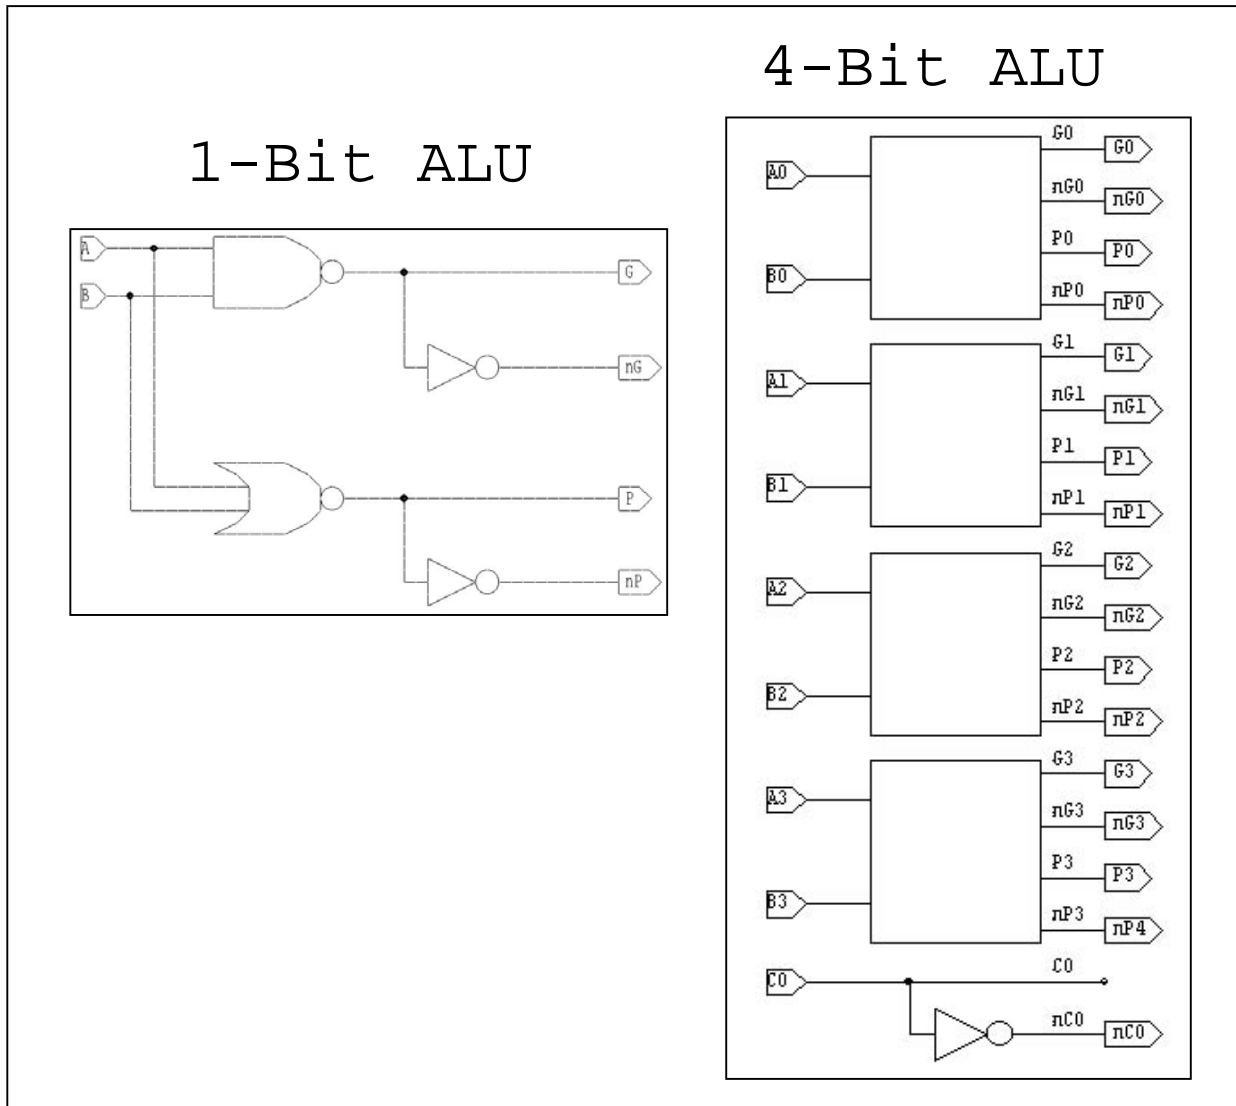 4-Bit ALU
1-Bit ALU
A
B
G
nG
P
nP
G0
G0
A0
nG0
nG0
P0
P0
B0
nP0
nP0
G1
G1
A1
nG1
nG1
P1
P1
B1
nP1
nP1
G2
G2
A2
nG2
nG2
P2
P2
B2
nP2
nP2
G3
G3
A3
nG3
nG3
P3
P3
B3
nP3
nP4
C0
C0
nC0
nC0